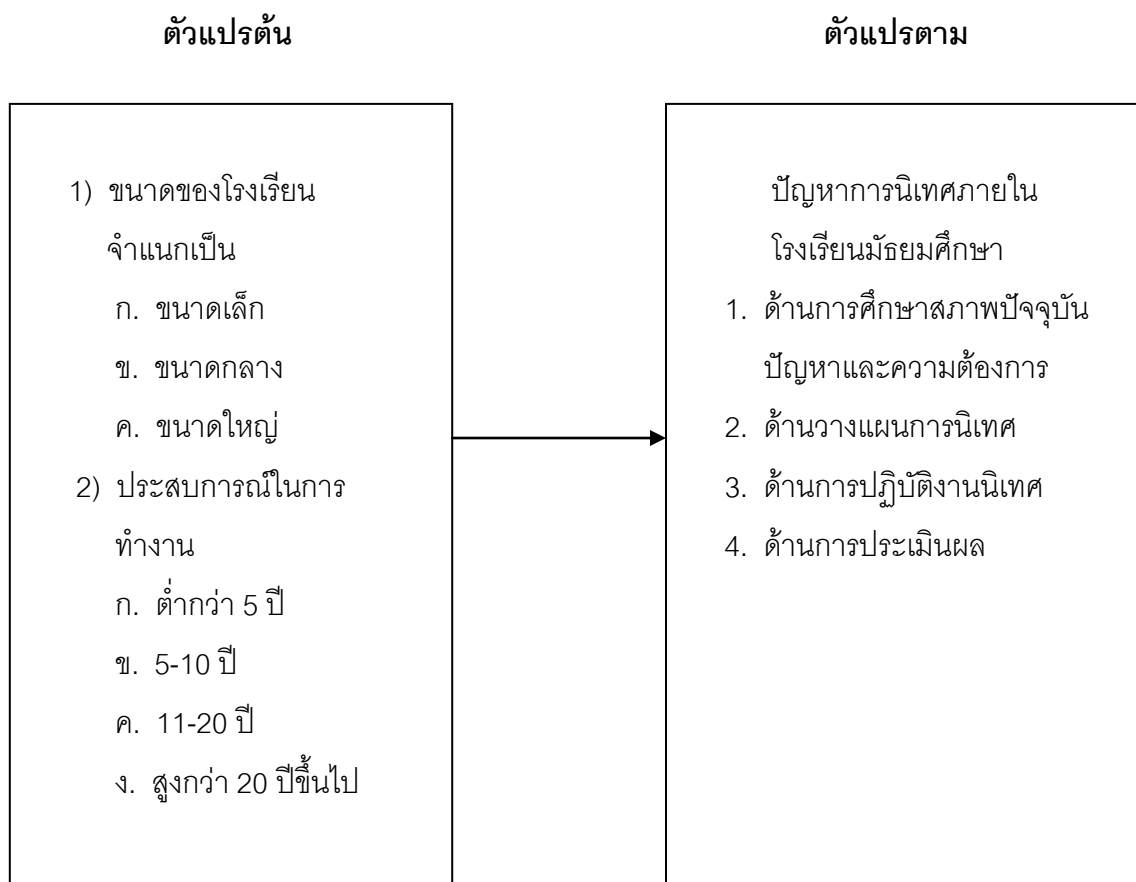 ตัวแปรต้น
ตัวแปรตาม
1) ขนาดของโรงเรียน
จำแนกเป็น
ก. ขนาดเล็ก
ข. ขนาดกลาง
ค. ขนาดใหญ่
2) ประสบการณ์ในการ
ทำงาน
ก. ต่ำกว่า 5 ปี
ข. 5-10 ปี
ค. 11-20 ปี
ง. สูงกว่า 20 ปีขึ้นไป
ปัญหาการนิเทศภายใน
โรงเรียนมัธยมศึกษา
1. ด้านการศึกษาสภาพปัจจุบัน
ปัญหาและความต้องการ
2. ด้านวางแผนการนิเทศ
3. ด้านการปฏิบัติงานนิเทศ
4. ด้านการประเมินผล